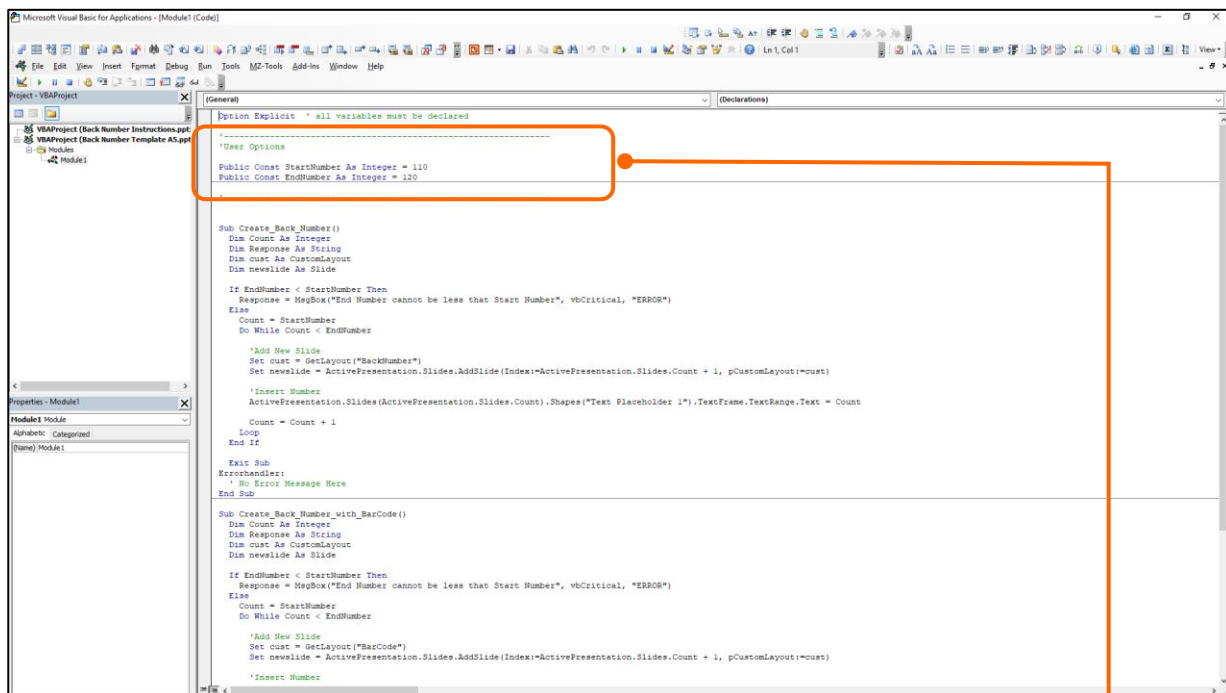 Microsoft Visual Basic for Applications - [Module1 (Code)]
Ln 1, Col 1
View
File Edit View Insert Format Debug Run Tools MZ-Tools Add-Ins Window Help
Project - VBAProject
VBAProject (Back Number Instructions.ppt
VBAProject (Back Number Template A5.ppt
Modules
Module1
Properties - Module1
Module1 Module
Alphabetic Categorized
(Name) Module1
(General) (Declarations)
Option Explicit ' all variables must be declared
'----------------------------------------------------------------
'User Options
Public Const StartNumber As Integer = 110
Public Const EndNumber As Integer = 120
'
Sub Create_Back_Number()
Dim Count As Integer
Dim Response As String
Dim cust As CustomLayout
Dim newslide As Slide
If EndNumber < StartNumber Then
Response = MsgBox("End Number cannot be less that Start Number", vbCritical, "ERROR")
Else
Count = StartNumber
Do While Count < EndNumber
'Add New Slide
Set cust = GetLayout("BackNumber")
Set newslide = ActivePresentation.Slides.AddSlide(Index:=ActivePresentation.Slides.Count + 1, pCustomLayout:=cust)
'Insert Number
ActivePresentation.Slides(ActivePresentation.Slides.Count).Shapes("Text Placeholder 1").TextFrame.TextRange.Text = Count
Count = Count + 1
Loop
End If
Exit Sub
Errorhandler:
' No Error Message Here
End Sub
Sub Create_Back_Number_with_BarCode()
Dim Count As Integer
Dim Response As String
Dim cust As CustomLayout
Dim newslide As Slide
If EndNumber < StartNumber Then
Response = MsgBox("End Number cannot be less that Start Number", vbCritical, "ERROR")
Else
Count = StartNumber
Do While Count < EndNumber
'Add New Slide
Set cust = GetLayout("BarCode")
Set newslide = ActivePresentation.Slides.AddSlide(Index:=ActivePresentation.Slides.Count + 1, pCustomLayout:=cust)
'Insert Number